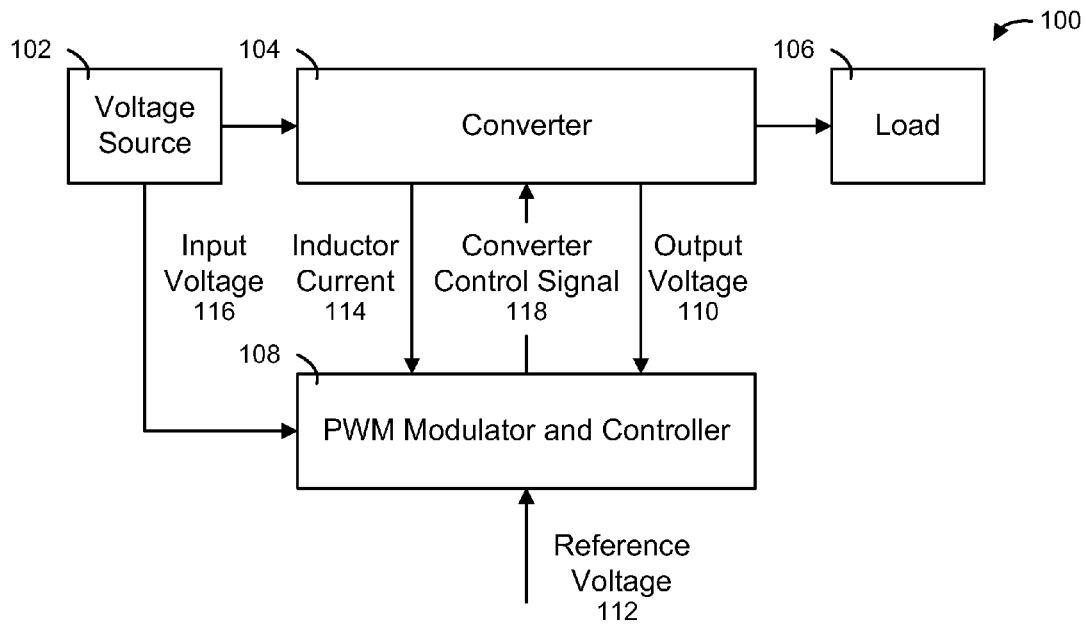 100
102
104
106
Voltage
Source
Converter
Load
Input
Voltage
116
Inductor
Current
114
Converter
Control Signal
118
Output
Voltage
110
108
PWM Modulator and Controller
Reference
Voltage
112